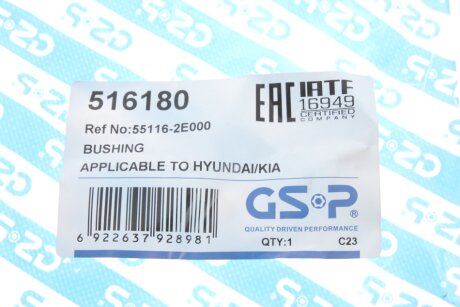 516180
EAC
IATF
16949
CERTIFIED
COMPANY
Ref No:55116-2E000
BUSHING
APPLICABLE TO HYUNDAI/KIA
GS•P®
QUALITY DRIVEN PERFORMANCE
6 922637 928981
QTY:1 C23